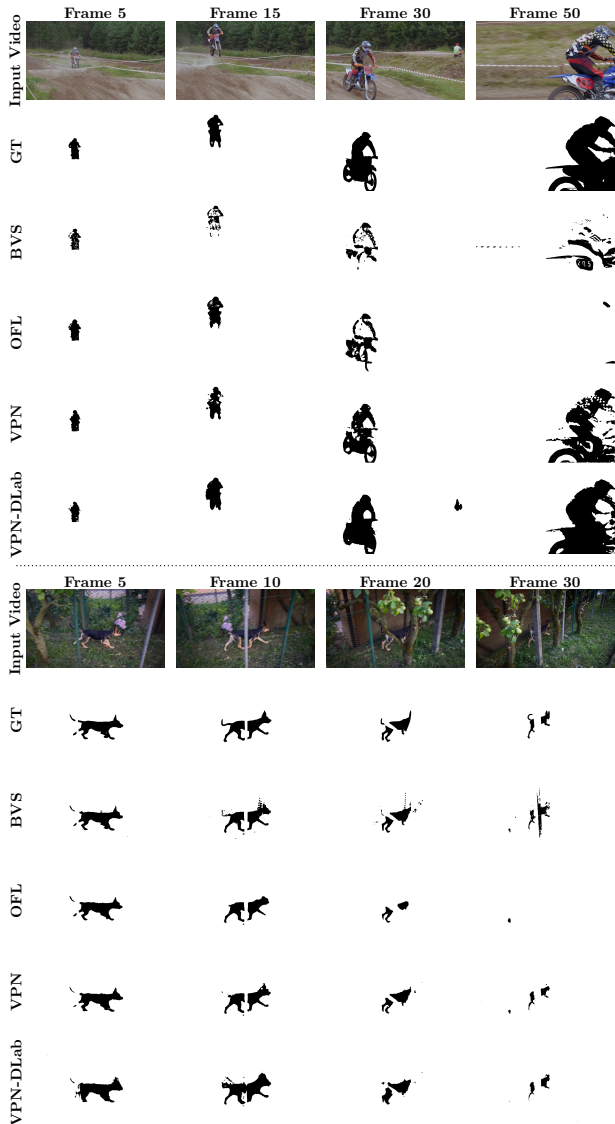 Frame 5 Frame 15 Frame 30 Frame 50
Input Video
GT
BVS
OFL
VPN
VPN-DLab
Frame 5 Frame 10 Frame 20 Frame 30
Input Video
GT
BVS
OFL
VPN
VPN-DLab